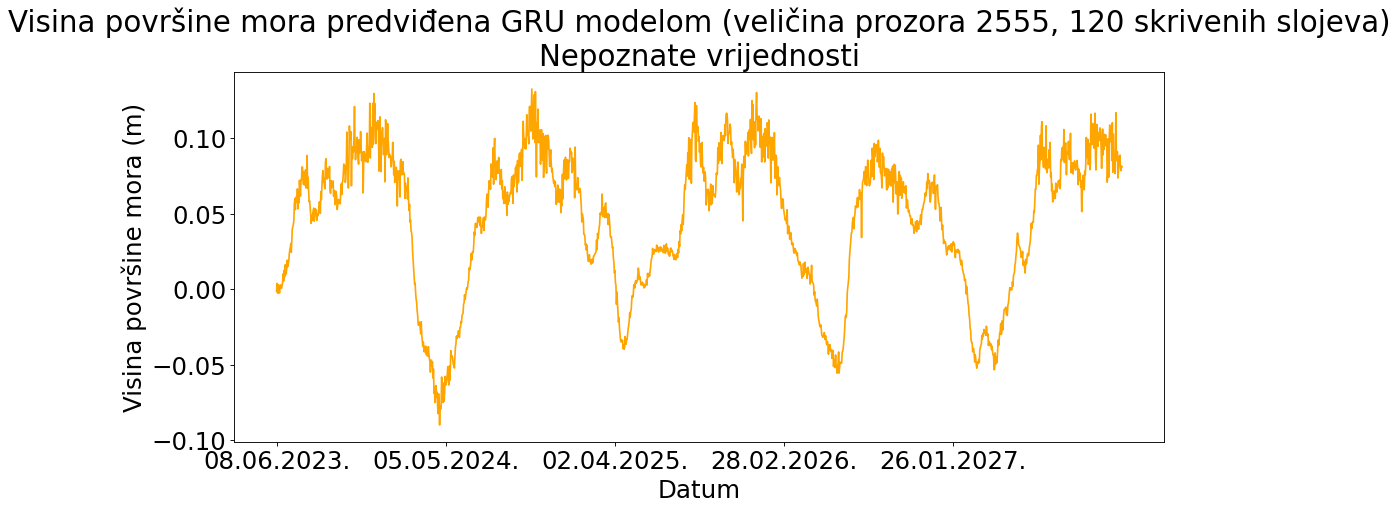 Visina površine mora predviđena GRU modelom (veličina prozora 2555, 120 skrivenih slojeva)
Nepoznate vrijednosti
Visina površine mora (m)
0.10
0.05
0.00
−0.05
−0.10
08.06.2023. 05.05.2024. 02.04.2025. 28.02.2026. 26.01.2027.
Datum